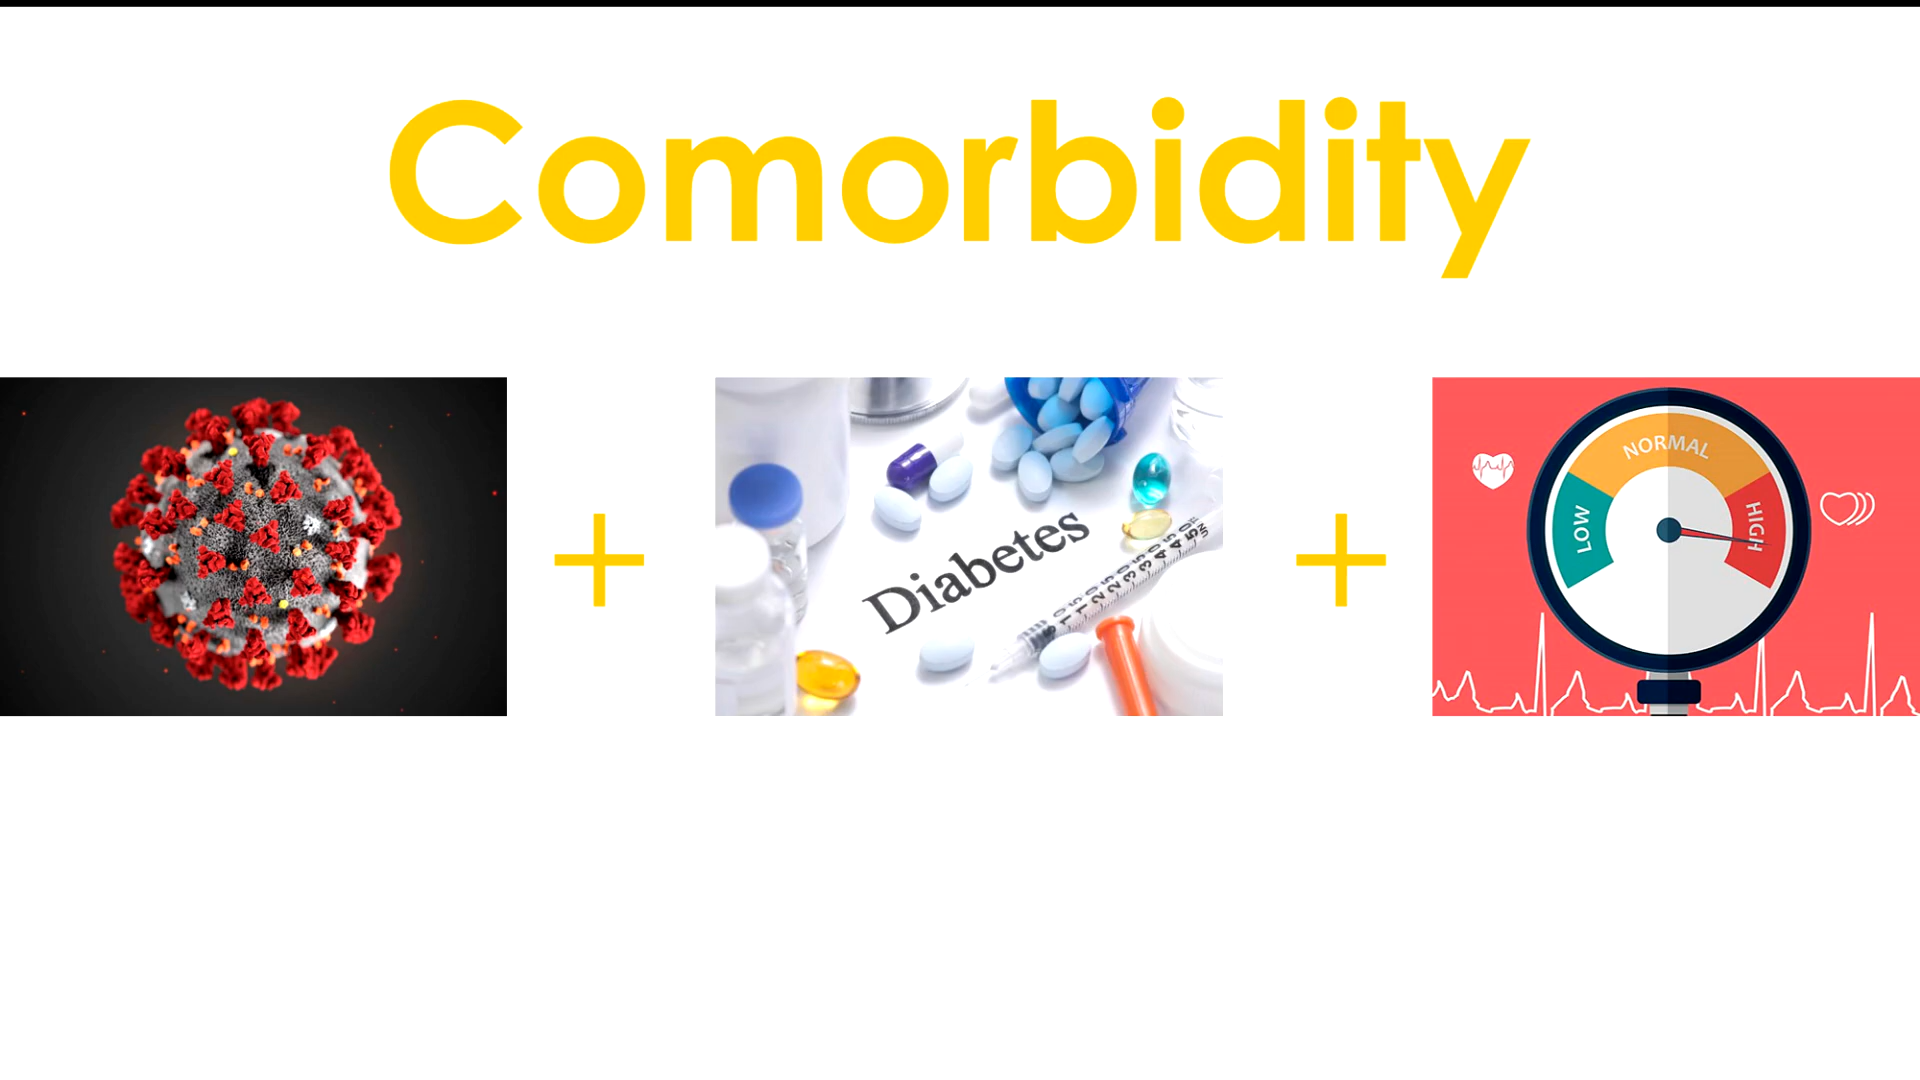 Comorbidity
+
+
Diabetes
LOW
NORMAL
HIGH